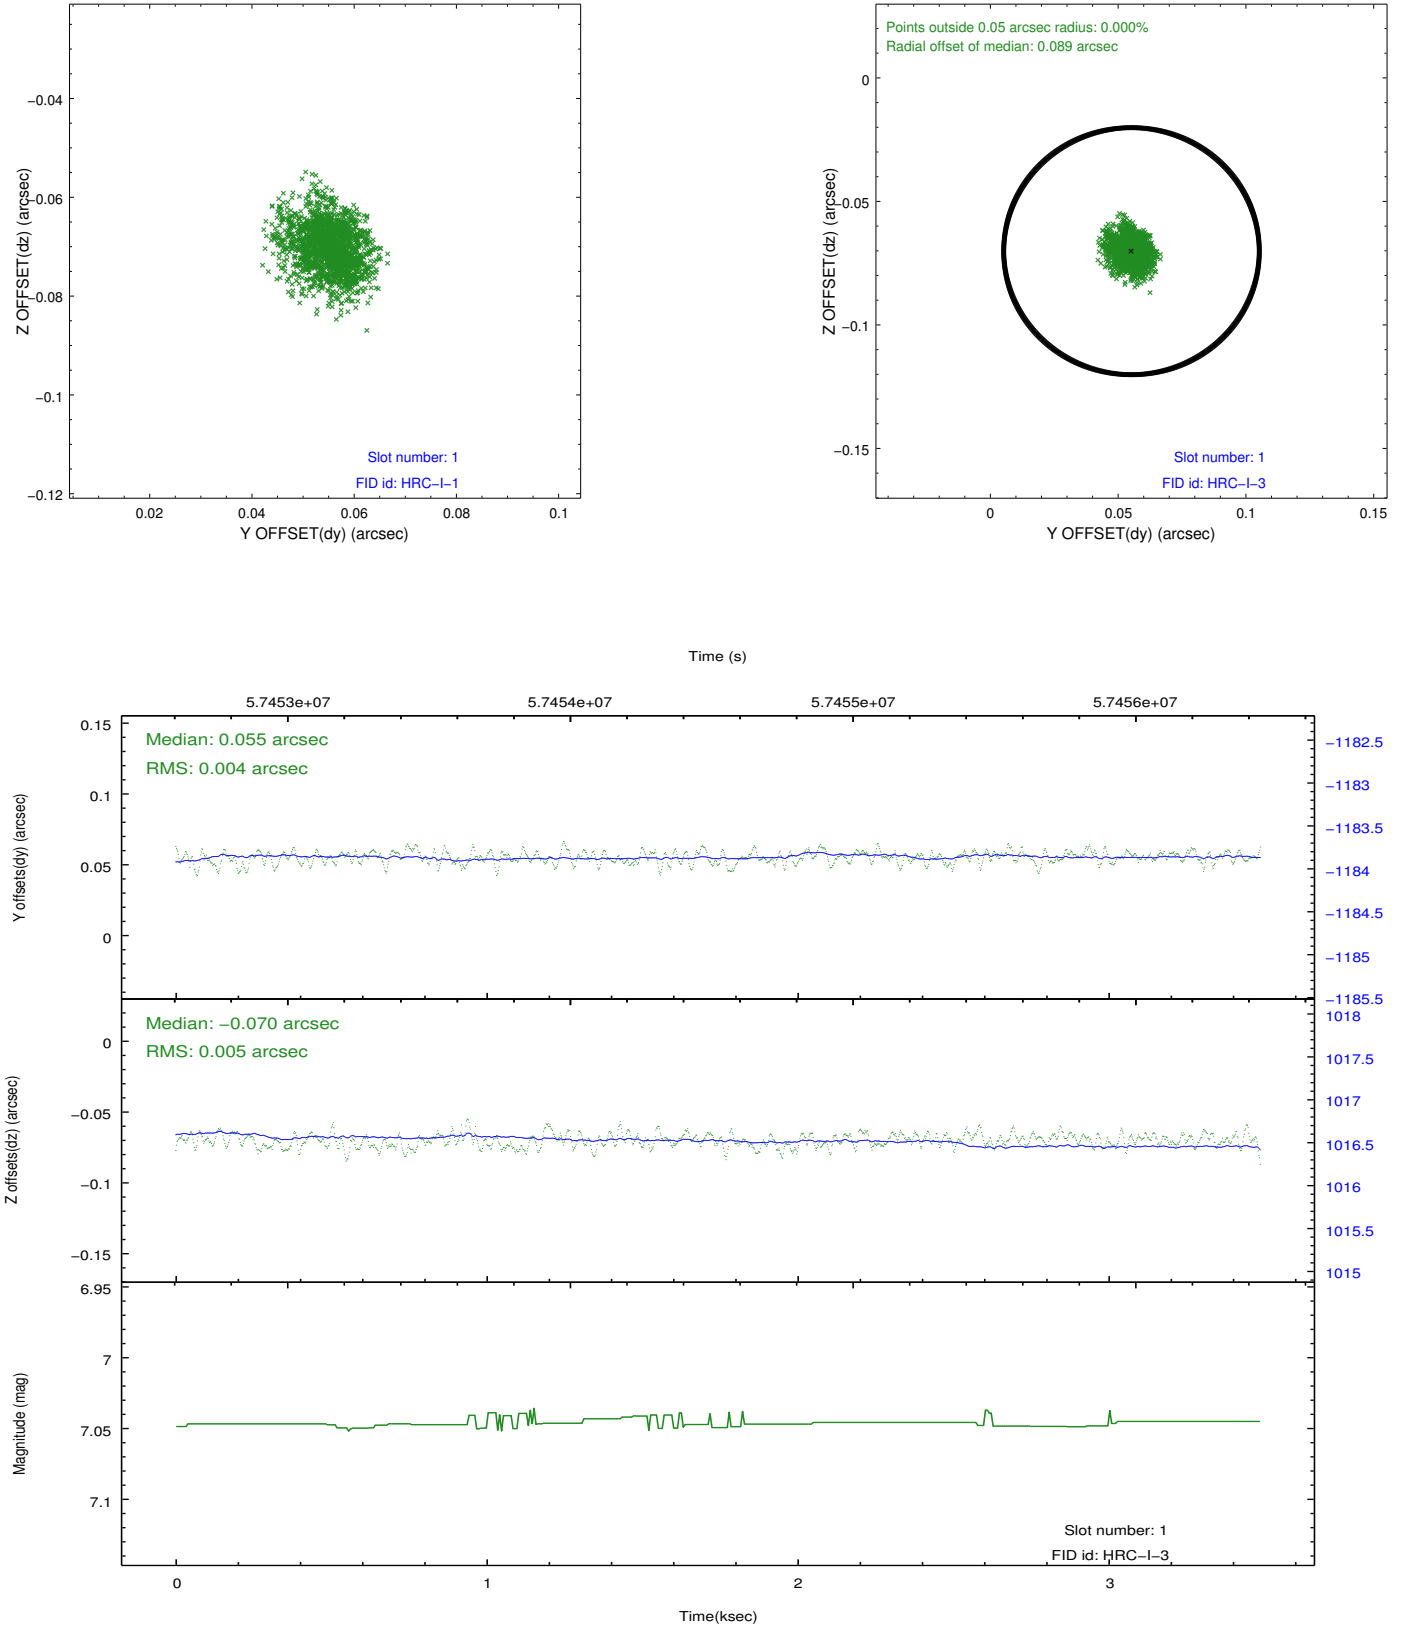 −0.04
−0.06
−0.08
−0.1
−0.12
Z OFFSET(dz) (arcsec)
Slot number: 1
FID id: HRC−I−1
0.02
0.04
0.06
0.08
0.1
Y OFFSET(dy) (arcsec)
Points outside 0.05 arcsec radius: 0.000%
Radial offset of median: 0.089 arcsec
0
−0.05
−0.1
−0.15
Z OFFSET(dz) (arcsec)
Slot number: 1
FID id: HRC−I−3
0
0.05
0.1
0.15
Y OFFSET(dy) (arcsec)
Time (s)
5.7453e+07
5.7454e+07
5.7455e+07
5.7456e+07
Median: 0.055 arcsec
RMS: 0.004 arcsec
0.15
0.1
0.05
0
Y offsets(dy) (arcsec)
−1182.5
−1183
−1183.5
−1184
−1184.5
−1185
−1185.5
Median: −0.070 arcsec
RMS: 0.005 arcsec
0
−0.05
−0.1
−0.15
Z offsets(dz) (arcsec)
1018
1017.5
1017
1016.5
1016
1015.5
1015
6.95
7
7.05
7.1
Magnitude (mag)
Slot number: 1
FID id: HRC−I−3
0
1
2
3
Time(ksec)